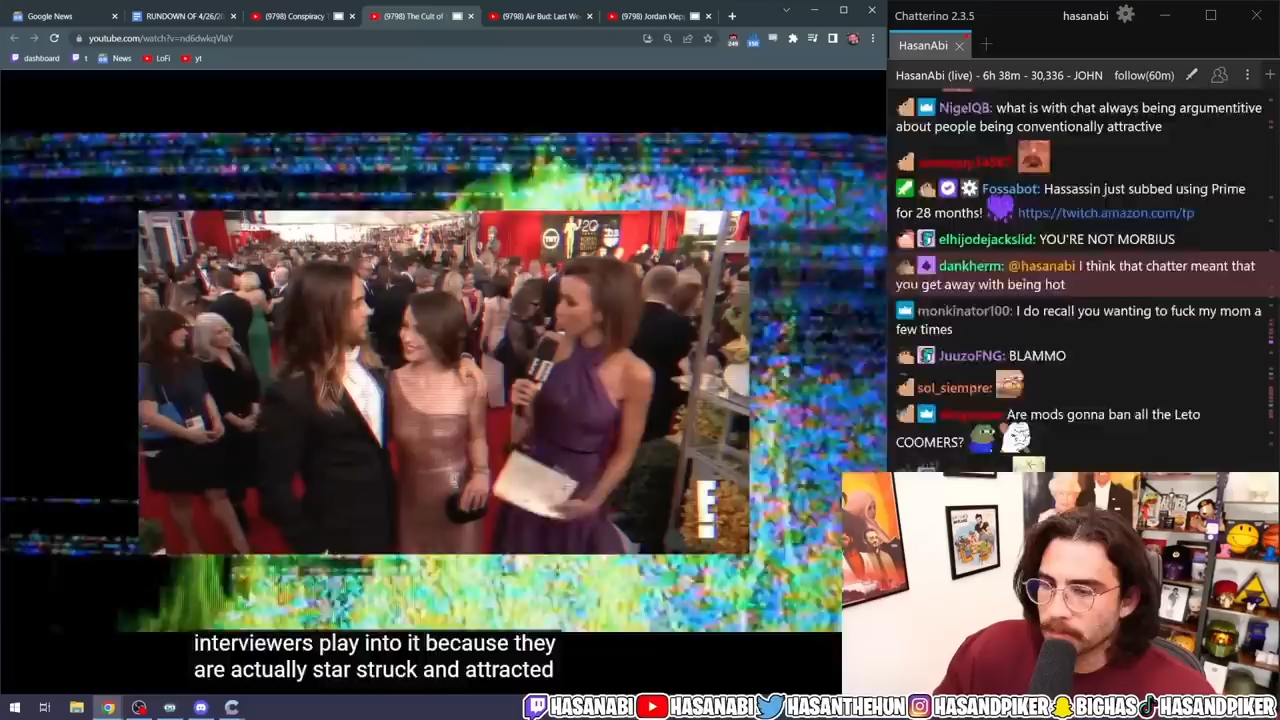 Google News
RUNDOWN OF 4/26/2
(9798) Conspiracy
(9798) The Cult of
(9798) Air Bud: Last We
(9798) Jordan Klep
youtube.com/watch?v=nd6dwkqVlaY
249
150
dashboard
t
News
LoFi
yt
TNT
20
E
interviewers play into it because they
are actually star struck and attracted
Chatterino 2.3.5
hasanabi
HasanAbi
HasanAbi (live) - 6h 38m - 30,336 - JOHN
follow(60m)
NigelQB: what is with chat always being argumentitive
about people being conventionally attractive
Fossabot: Hassassin just subbed using Prime
for 28 months! https://twitch.amazon.com/tp
elhijodejackslid: YOU'RE NOT MORBIUS
dankherm: @hasanabi I think that chatter meant that
you get away with being hot
monkinator100: I do recall you wanting to fuck my mom a
few times
JuuzoFNG: BLAMMO
sol_siempre:
Are mods gonna ban all the Leto
COOMERS?
HASANABI
HASANABI
HASANTHEHUN
HASANDPIKER
BIGHAS
HASANDPIKER